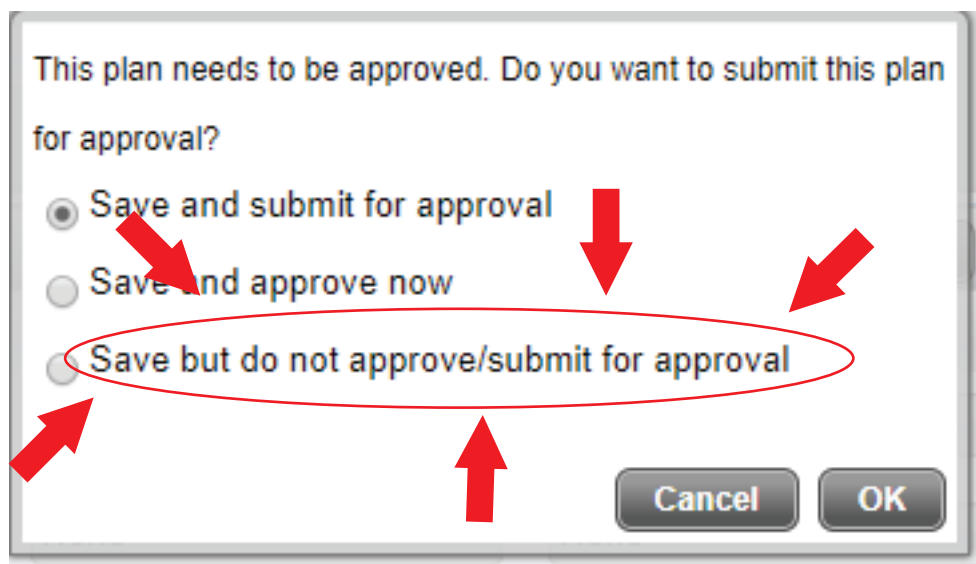 This plan needs to be approved. Do you want to submit this plan
for approval?
Save and submit for approval
Save and approve now
Save but do not approve/submit for approval
Cancel OK